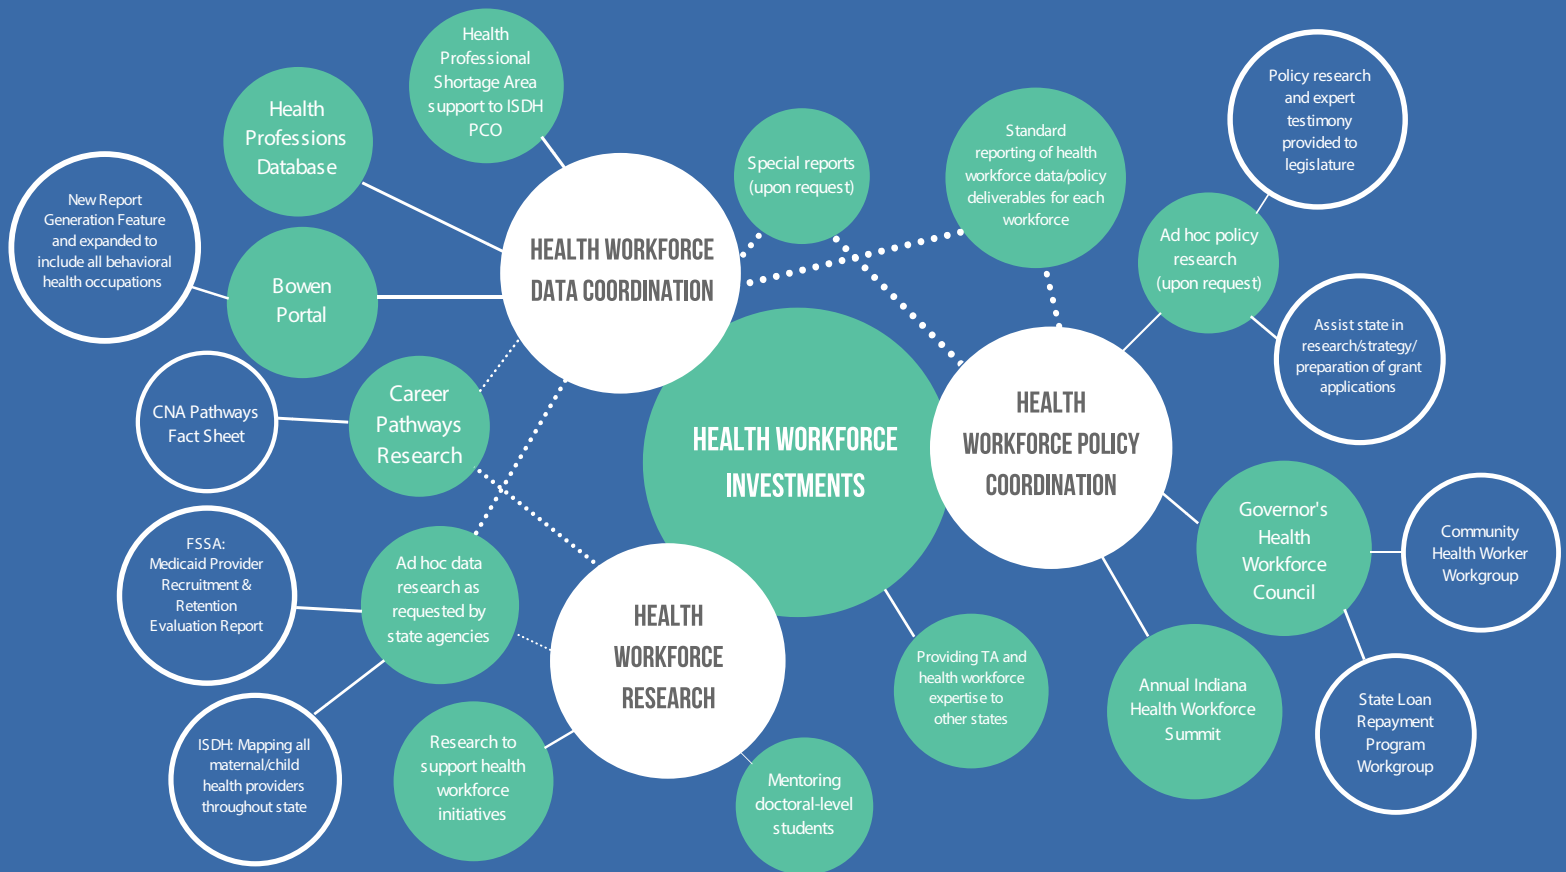 Health
Professional
Shortage Area
support to ISDH
PCO
Health
Professions
Database
New Report
Generation Feature
and expanded to
include all behavioral
health occupations
Bowen
Portal
HEALTH WORKFORCE
DATA COORDINATION
Special reports
(upon request)
Standard
reporting of health
workforce data/policy
deliverables for each
workforce
Policy research
and expert
testimony
provided to
legislature
Ad hoc policy
research
(upon request)
Assist state in
research/strategy/
preparation of grant
applications
CNA Pathways
Fact Sheet
Career
Pathways
Research
HEALTH WORKFORCE
INVESTMENTS
HEALTH
WORKFORCE POLICY
COORDINATION
Governor's
Health
Workforce
Council
Community
Health Worker
Workgroup
FSSA:
Medicaid Provider
Recruitment &
Retention
Evaluation Report
Ad hoc data
research as
requested by
state agencies
HEALTH
WORKFORCE
RESEARCH
Providing TA and
health workforce
expertise to
other states
Annual Indiana
Health Workforce
Summit
State Loan
Repayment
Program
Workgroup
ISDH: Mapping all
maternal/child
health providers
throughout state
Research to
support health
workforce
initiatives
Mentoring
doctoral-level
students